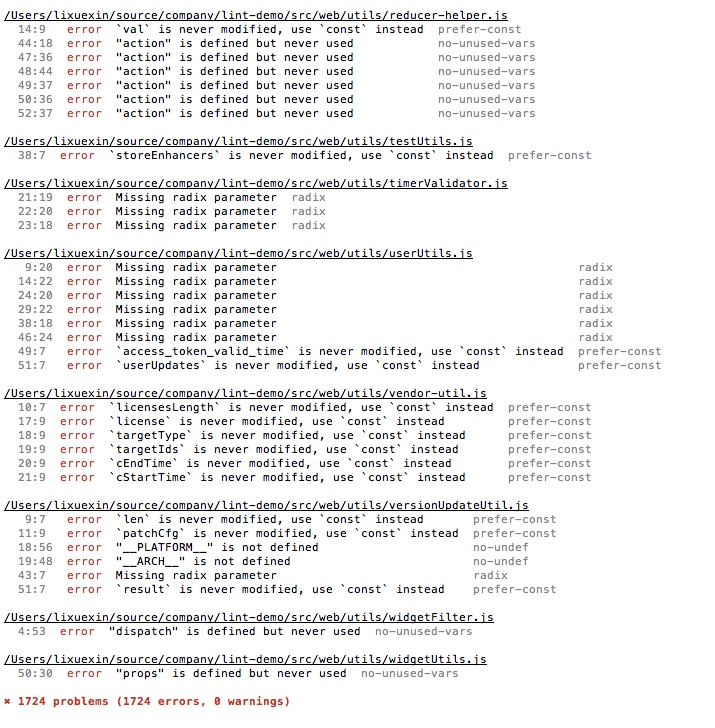 /Users/lixuexin/source/company/lint-demo/src/web/utils/reducer-helper.js
14:9 error `val` is never modified, use `const` instead prefer-const
44:18 error "action" is defined but never used no-unused-vars
47:36 error "action" is defined but never used no-unused-vars
48:44 error "action" is defined but never used no-unused-vars
49:37 error "action" is defined but never used no-unused-vars
50:36 error "action" is defined but never used no-unused-vars
52:37 error "action" is defined but never used no-unused-vars
/Users/lixuexin/source/company/lint-demo/src/web/utils/testUtils.js
38:7 error `storeEnhancers` is never modified, use `const` instead prefer-const
/Users/lixuexin/source/company/lint-demo/src/web/utils/timerValidator.js
21:19 error Missing radix parameter radix
22:20 error Missing radix parameter radix
23:18 error Missing radix parameter radix
/Users/lixuexin/source/company/lint-demo/src/web/utils/userUtils.js
9:20 error Missing radix parameter radix
14:22 error Missing radix parameter radix
24:20 error Missing radix parameter radix
29:22 error Missing radix parameter radix
38:18 error Missing radix parameter radix
46:24 error Missing radix parameter radix
49:7 error `access_token_valid_time` is never modified, use `const` instead prefer-const
51:7 error `userUpdates` is never modified, use `const` instead prefer-const
/Users/lixuexin/source/company/lint-demo/src/web/utils/vendor-util.js
10:7 error `licensesLength` is never modified, use `const` instead prefer-const
17:9 error `license` is never modified, use `const` instead prefer-const
18:9 error `targetType` is never modified, use `const` instead prefer-const
19:9 error `targetIds` is never modified, use `const` instead prefer-const
20:9 error `cEndTime` is never modified, use `const` instead prefer-const
21:9 error `cStartTime` is never modified, use `const` instead prefer-const
/Users/lixuexin/source/company/lint-demo/src/web/utils/versionUpdateUtil.js
9:7 error `len` is never modified, use `const` instead prefer-const
11:9 error `patchCfg` is never modified, use `const` instead prefer-const
18:56 error "__PLATFORM__" is not defined no-undef
19:48 error "__ARCH__" is not defined no-undef
43:7 error Missing radix parameter radix
51:7 error `result` is never modified, use `const` instead prefer-const
/Users/lixuexin/source/company/lint-demo/src/web/utils/widgetFilter.js
4:53 error "dispatch" is defined but never used no-unused-vars
/Users/lixuexin/source/company/lint-demo/src/web/utils/widgetUtils.js
50:30 error "props" is defined but never used no-unused-vars
✖ 1724 problems (1724 errors, 0 warnings)